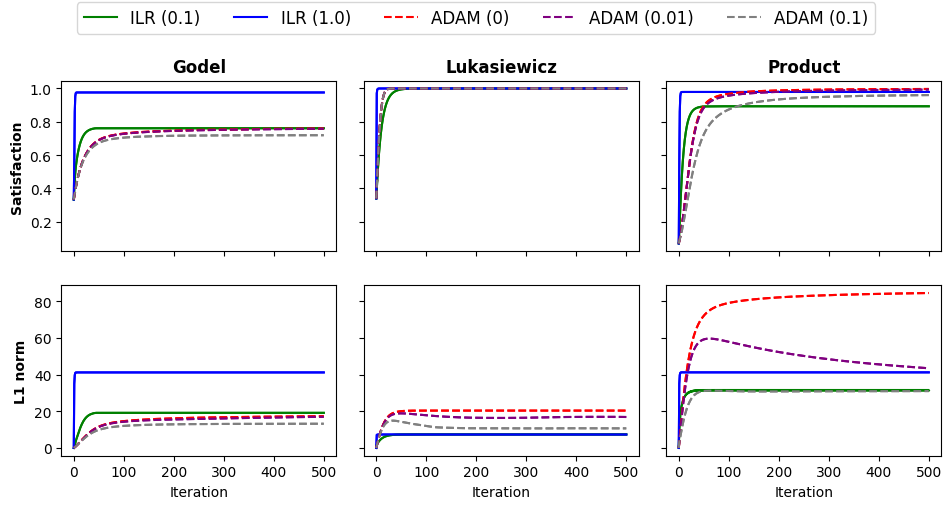 ILR (0.1) ILR (1.0) ADAM (0) ADAM (0.01) ADAM (0.1)
Godel Lukasiewicz Product
Satisfaction
1.0
0.8
0.6
0.4
0.2
L1 norm
80
60
40
20
0
0 100 200 300 400 500 0 100 200 300 400 500 0 100 200 300 400 500
Iteration Iteration Iteration